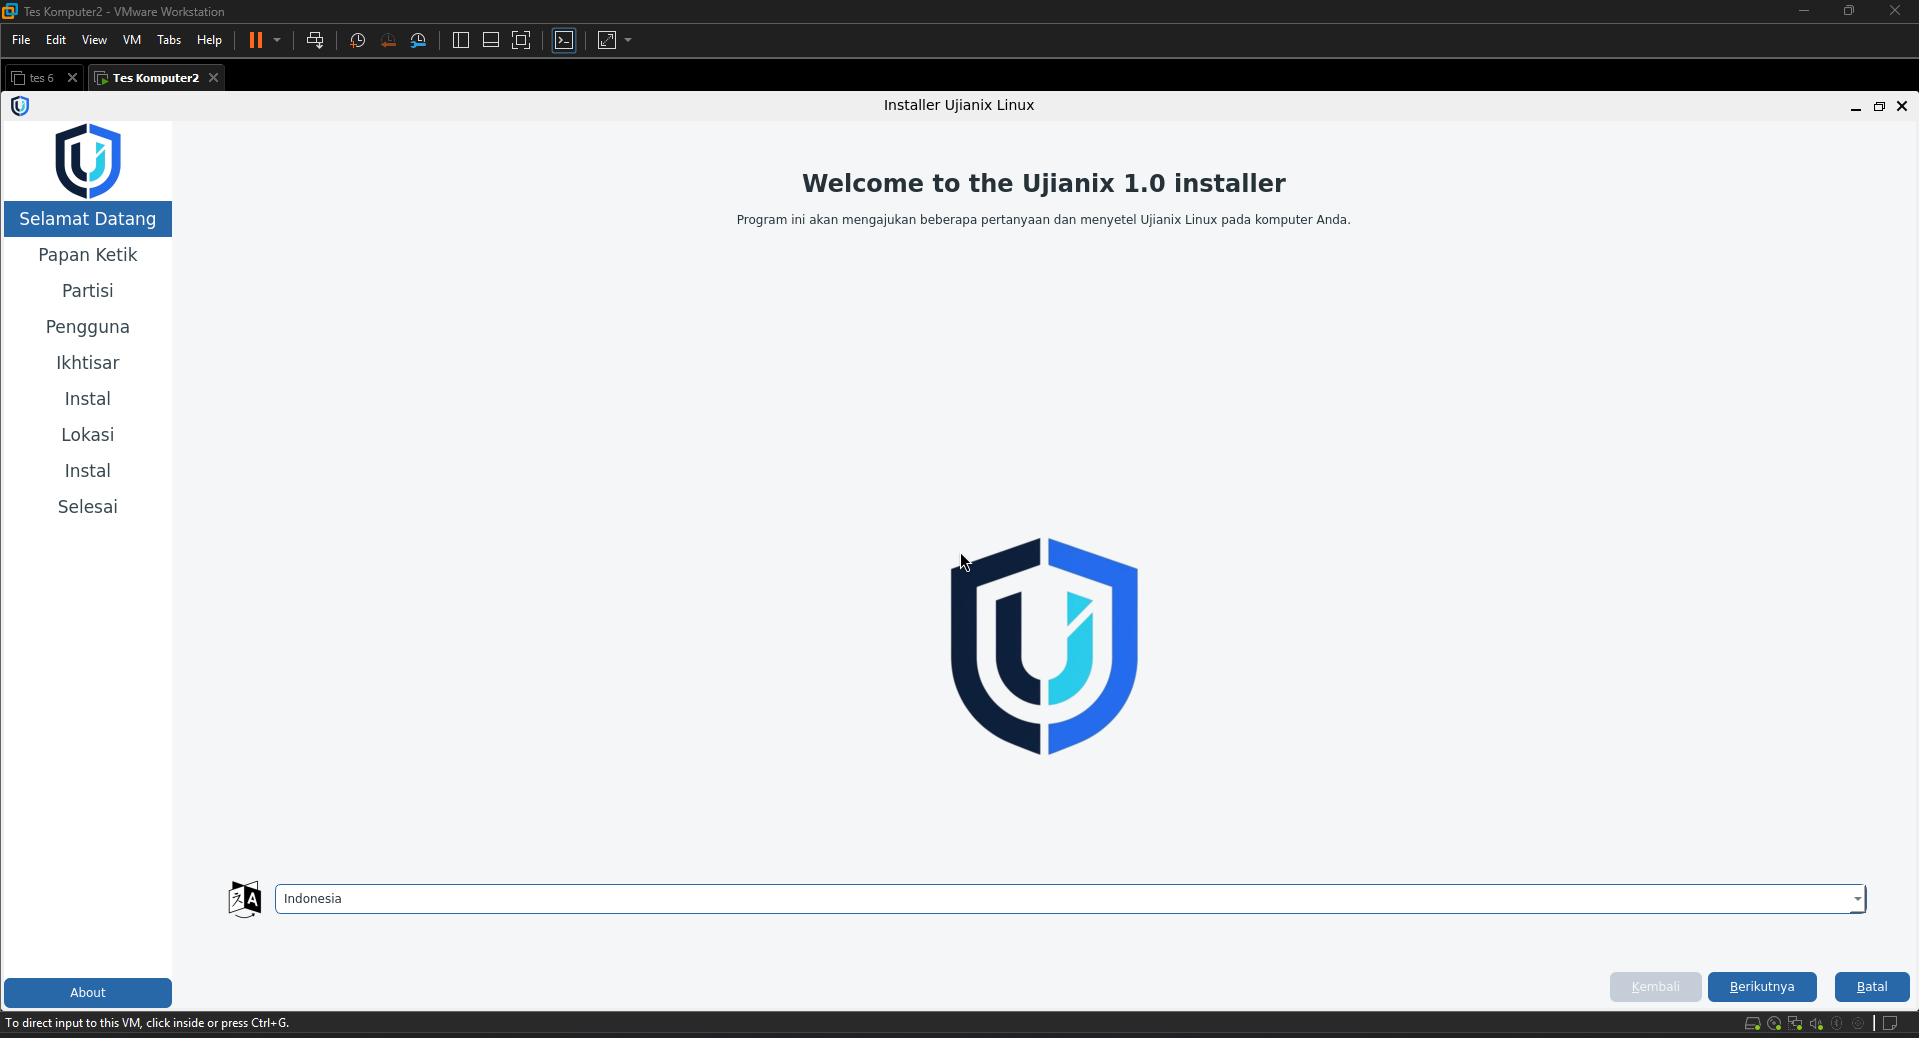 Tes Komputer2 - VMware Workstation
File Edit View VM Tabs Help
tes 6 Tes Komputer2
Installer Ujianix Linux
Selamat Datang
Papan Ketik
Partisi
Pengguna
Ikhtisar
Instal
Lokasi
Instal
Selesai
About
Welcome to the Ujianix 1.0 installer
Program ini akan mengajukan beberapa pertanyaan dan menyetel Ujianix Linux pada komputer Anda.
Indonesia
Kembali Berikutnya Batal
To direct input to this VM, click inside or press Ctrl+G.